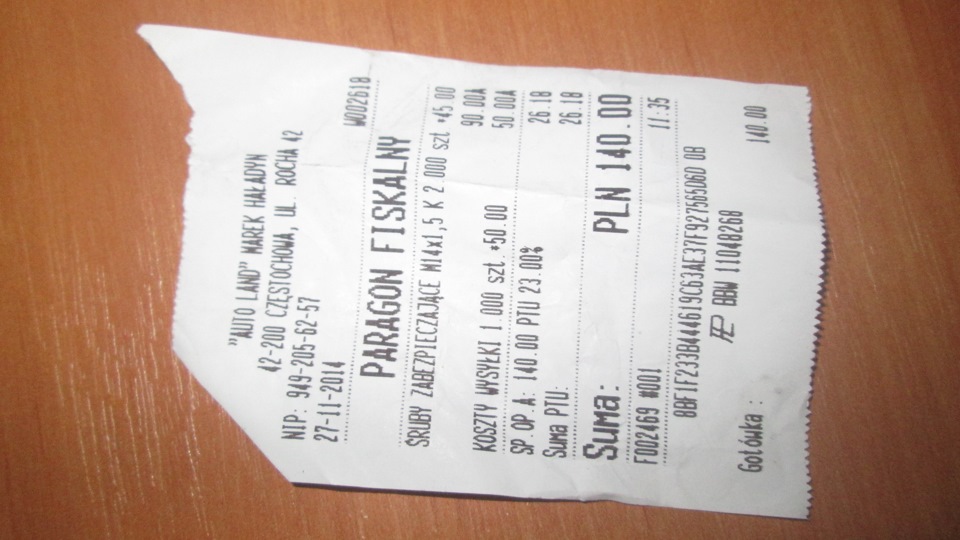 "AUTO LAND" MAREK HAŁADYN
42-200 CZĘSTOCHOWA, UL. ROCHA 42
NIP: 949-205-62-57
27-11-2014 W002618
PARAGON FISKALNY
SRUBY ZABEZPIECZAJĄCE M14x1,5 K 2 000 szt *45.00
90.00A
KOSZTY WYSYŁKI 1 000 szt. *50.00 50.00A
SP.OP.A: 140.00 PTU 23.00% 26.18
Suma PTU: 26.18
Suma: PLN 140.00
F002469 #001 11:35
8BF1F233B444619C63AE37F927565D6D 0B
BBW 11048268
Gotówka : 140.00